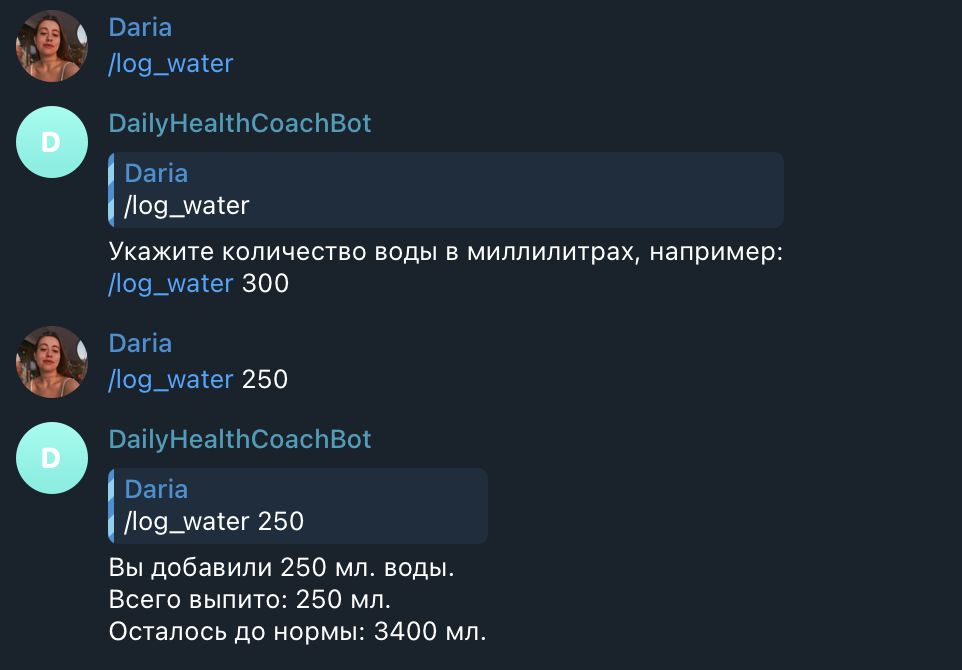 Daria
/log_water
D
DailyHealthCoachBot
Daria
/log_water
Укажите количество воды в миллилитрах, например:
/log_water 300
Daria
/log_water 250
D
DailyHealthCoachBot
Daria
/log_water 250
Вы добавили 250 мл. воды.
Всего выпито: 250 мл.
Осталось до нормы: 3400 мл.